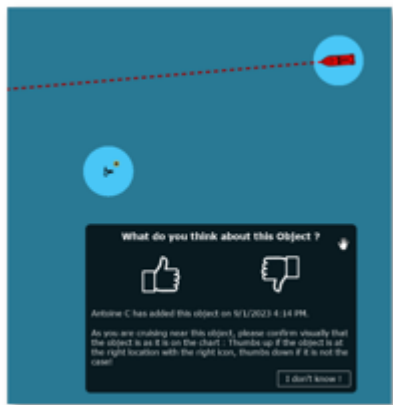 What do you think about this Object ?
Antoine C has added this object on 9/1/2023 4:14 PM.
As you are cruising near this object, please confirm visually that
the object is as it is on the chart : Thumbs up if the object is at
the right location with the right icon, thumbs down if it is not the
case!
I don't know !